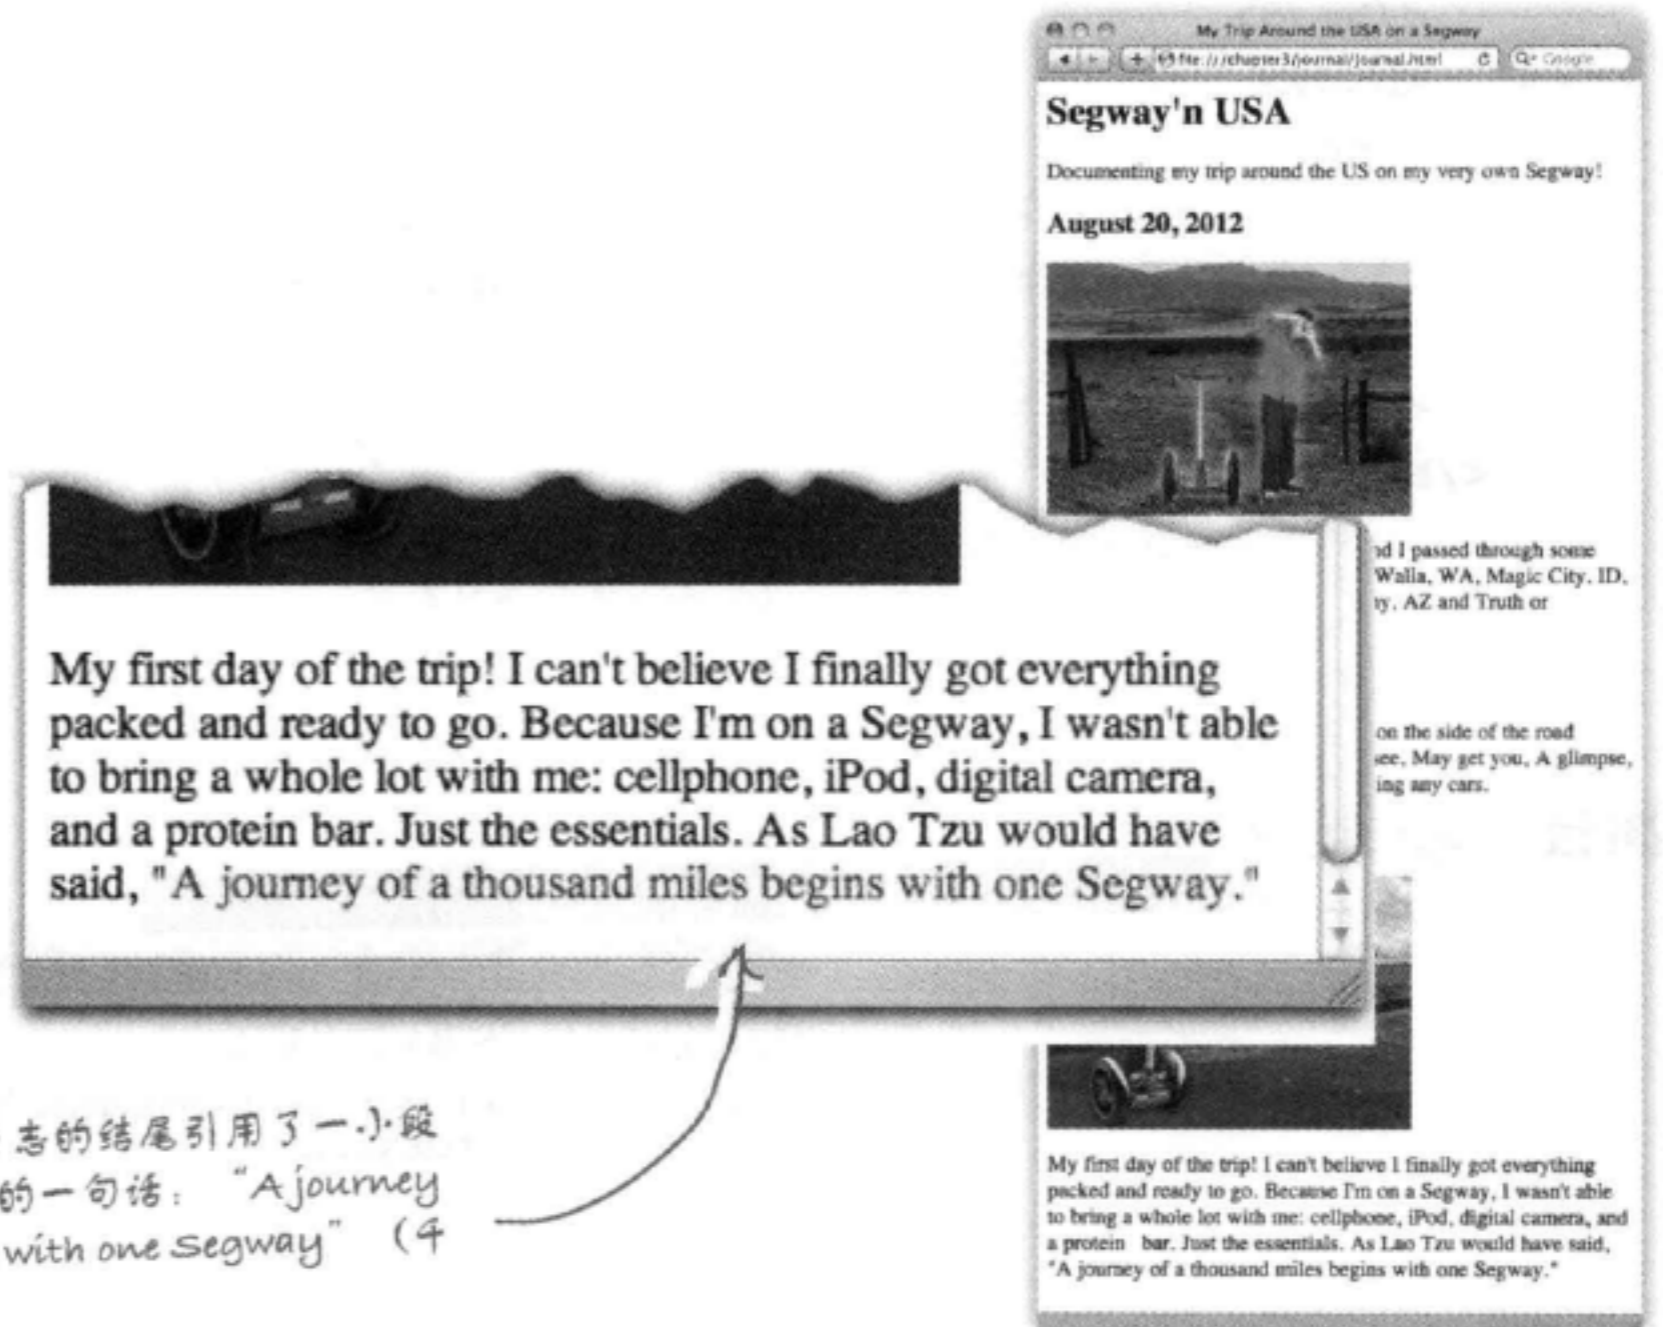 My Trip Around the USA on a Segway
file:///chapter3/journal/journal.html
Google
Segway'n USA
Documenting my trip around the US on my very own Segway!
August 20, 2012
nd I passed through some
Walla, WA, Magic City, ID,
ny, AZ and Truth or
on the side of the road
see, May get you, A glimpse,
ing any cars.
My first day of the trip! I can't believe I finally got everything
packed and ready to go. Because I'm on a Segway, I wasn't able
to bring a whole lot with me: cellphone, iPod, digital camera,
and a protein bar. Just the essentials. As Lao Tzu would have
said, "A journey of a thousand miles begins with one Segway."
志的结尾引用了一小段
的一句话： “A journey
with one Segway” (
My first day of the trip! I can't believe I finally got everything
packed and ready to go. Because I'm on a Segway, I wasn't able
to bring a whole lot with me: cellphone, iPod, digital camera, and
a protein bar. Just the essentials. As Lao Tzu would have said,
"A journey of a thousand miles begins with one Segway."